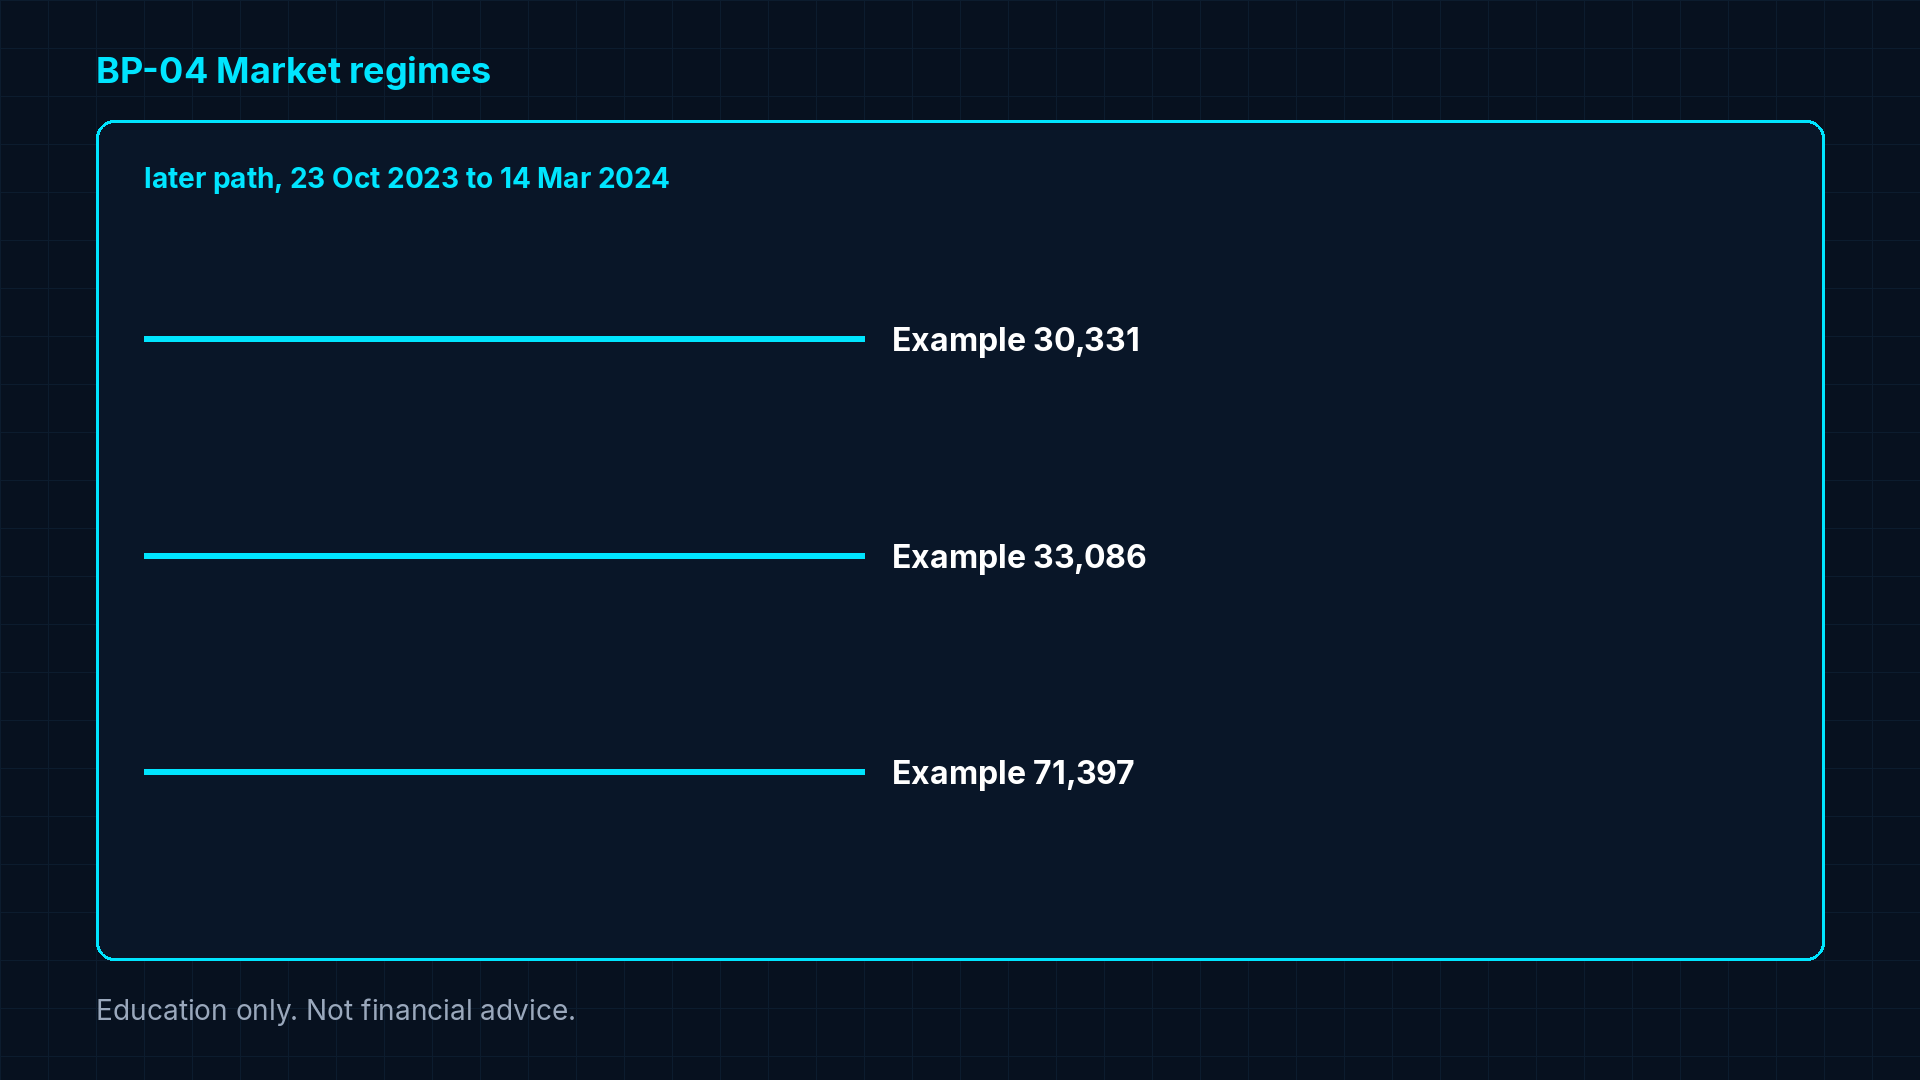 BP-04 Market regimes
later path, 23 Oct 2023 to 14 Mar 2024
Example 30,331
Example 33,086
Example 71,397
Education only. Not financial advice.